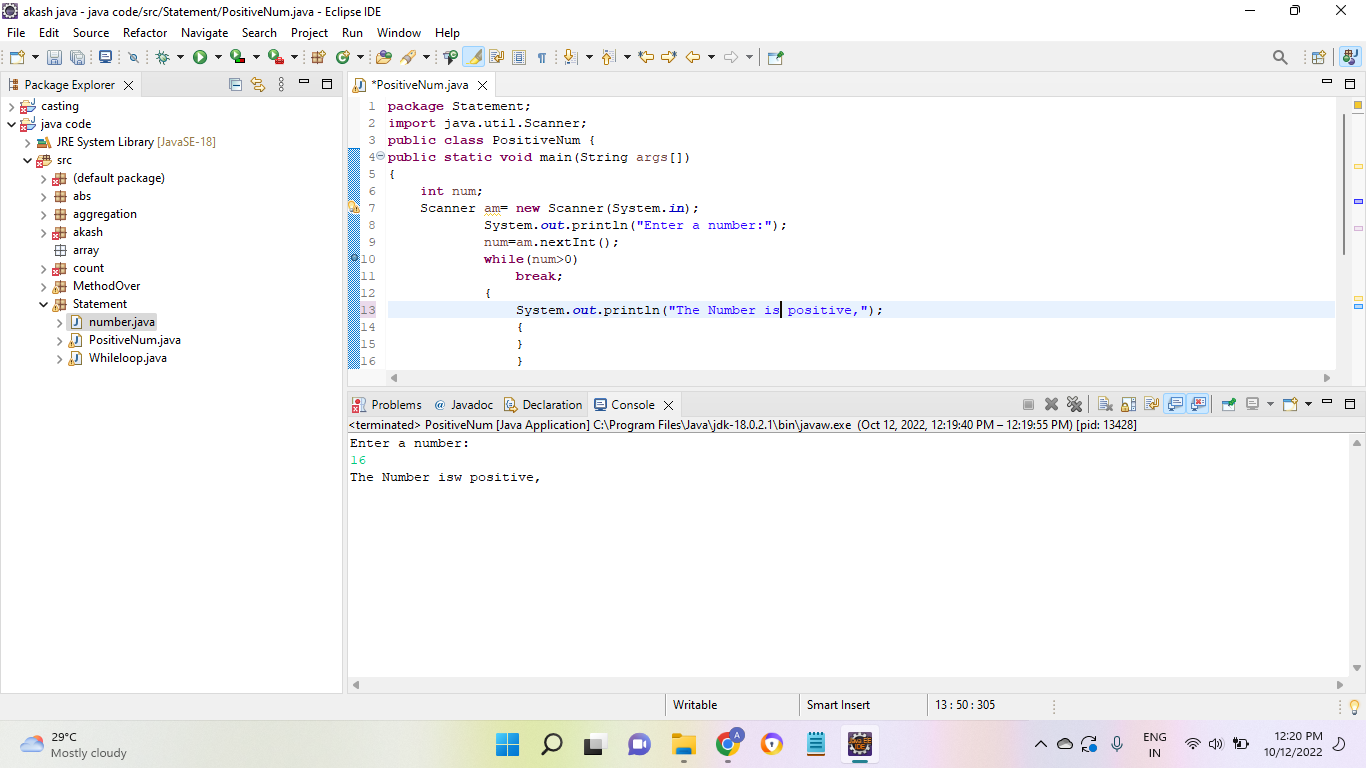 akash java - java code/src/Statement/PositiveNum.java - Eclipse IDE
File Edit Source Refactor Navigate Search Project Run Window Help
Package Explorer
casting
java code
JRE System Library [JavaSE-18]
src
(default package)
abs
aggregation
akash
array
count
MethodOver
Statement
number.java
PositiveNum.java
Whileloop.java
*PositiveNum.java
1 package Statement;
2 import java.util.Scanner;
3 public class PositiveNum {
4 public static void main(String args[])
5 {
6 int num;
7 Scanner am= new Scanner(System.in);
8 System.out.println("Enter a number:");
9 num=am.nextInt();
10 while(num>0)
11 break;
12 {
13 System.out.println("The Number is positive,");
14 {
15 }
16 }
Problems @ Javadoc Declaration Console
<terminated> PositiveNum [Java Application] C:\Program Files\Java\jdk-18.0.2.1\bin\javaw.exe (Oct 12, 2022, 12:19:40 PM – 12:19:55 PM) [pid: 13428]
Enter a number:
16
The Number isw positive,
Writable Smart Insert 13 : 50 : 305
29°C
Mostly cloudy
ENG
IN
12:20 PM
10/12/2022